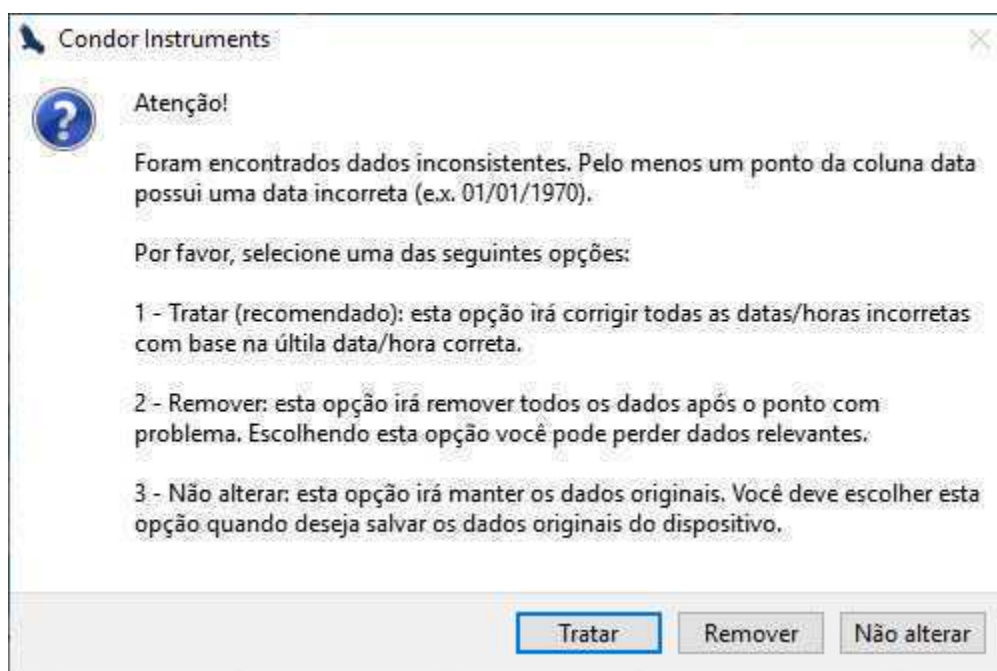 Condor Instruments
Atenção!
Foram encontrados dados inconsistentes. Pelo menos um ponto da coluna data
possui uma data incorreta (e.x. 01/01/1970).
Por favor, selecione uma das seguintes opções:
1 - Tratar (recomendado): esta opção irá corrigir todas as datas/horas incorretas
com base na últila data/hora correta.
2 - Remover: esta opção irá remover todos os dados após o ponto com
problema. Escolhendo esta opção você pode perder dados relevantes.
3 - Não alterar: esta opção irá manter os dados originais. Você deve escolher esta
opção quando deseja salvar os dados originais do dispositivo.
Tratar Remover Não alterar